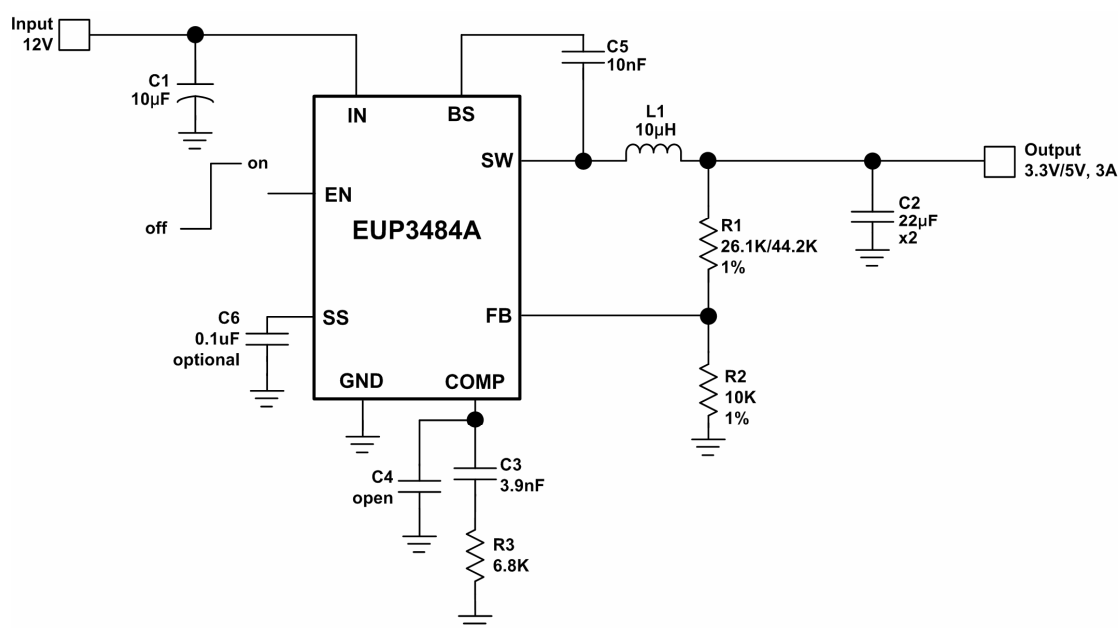 Input
12V
C1
10µF
IN
BS
C5
10nF
L1
10µH
SW
Output
3.3V/5V, 3A
on
off
EN
EUP3484A
C2
22µF
x2
R1
26.1K/44.2K
1%
C6
0.1uF
optional
SS
FB
GND
COMP
R2
10K
1%
C4
open
C3
3.9nF
R3
6.8K